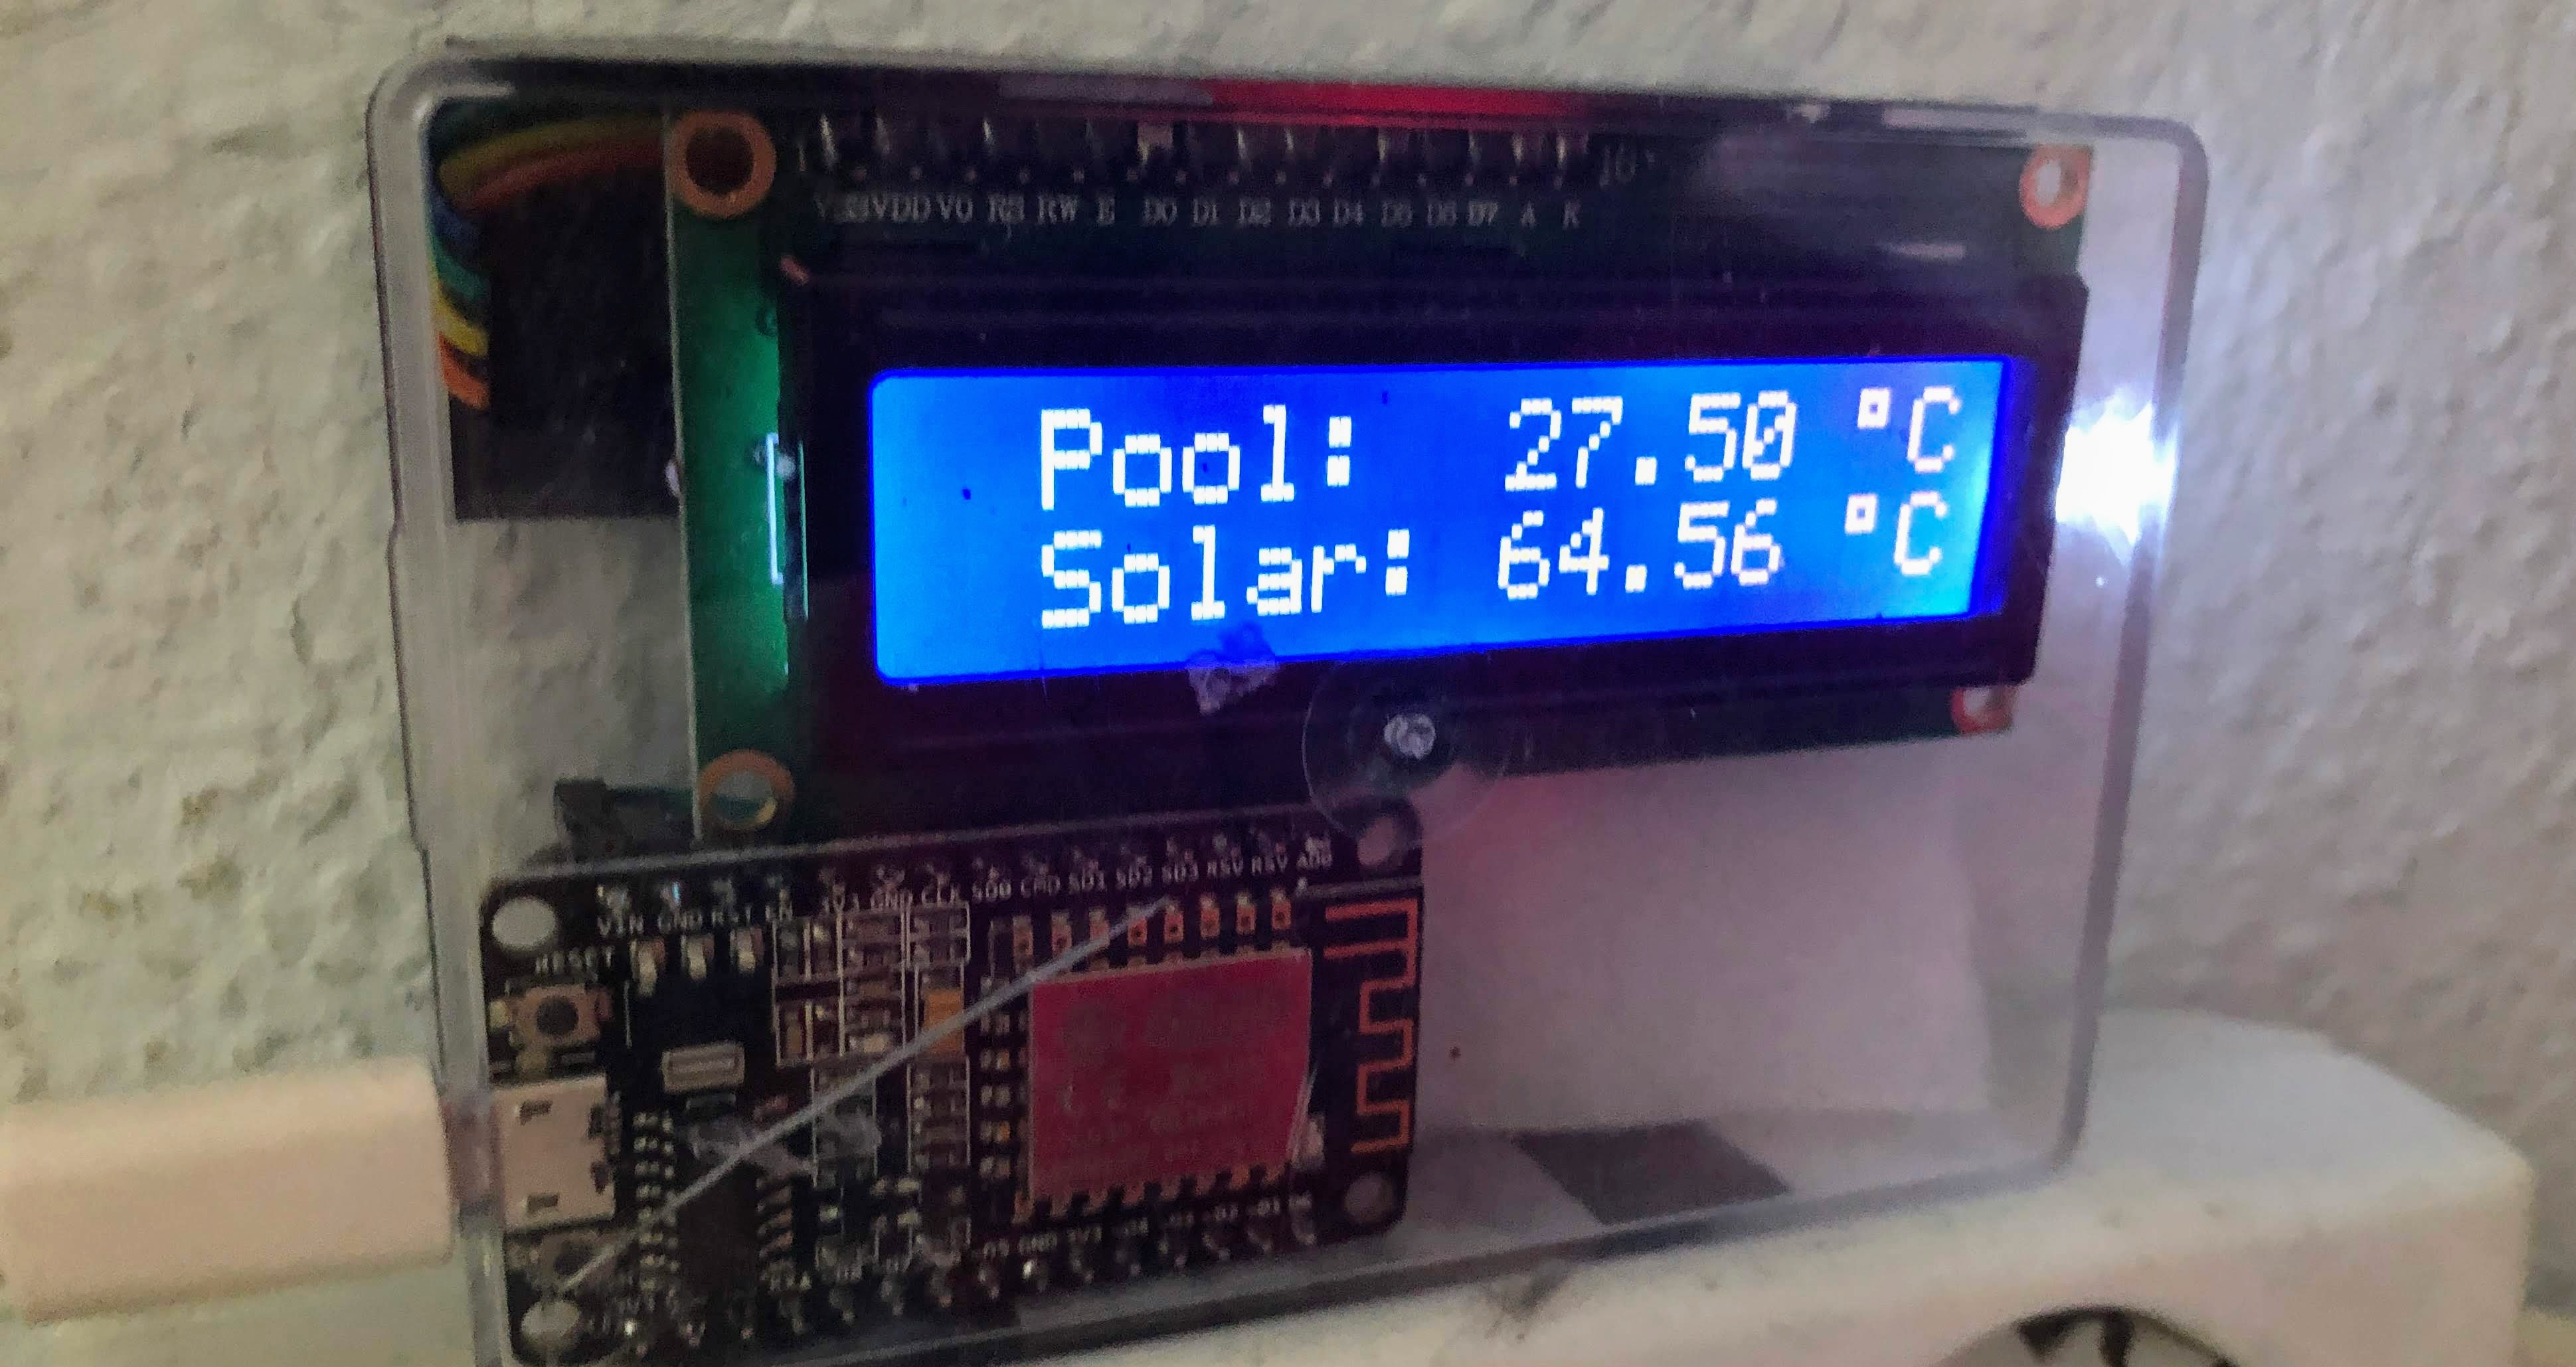 VSS VDD V0 RS RW E D0 D1 D2 D3 D4 D5 D6 D7 A K
Pool: 27.50 °C
Solar: 64.56 °C
VIN GND RST EN 3V3 GND CLK SD0 CMD SD1 SD2 SD3 RSV RSV AD0
RESET